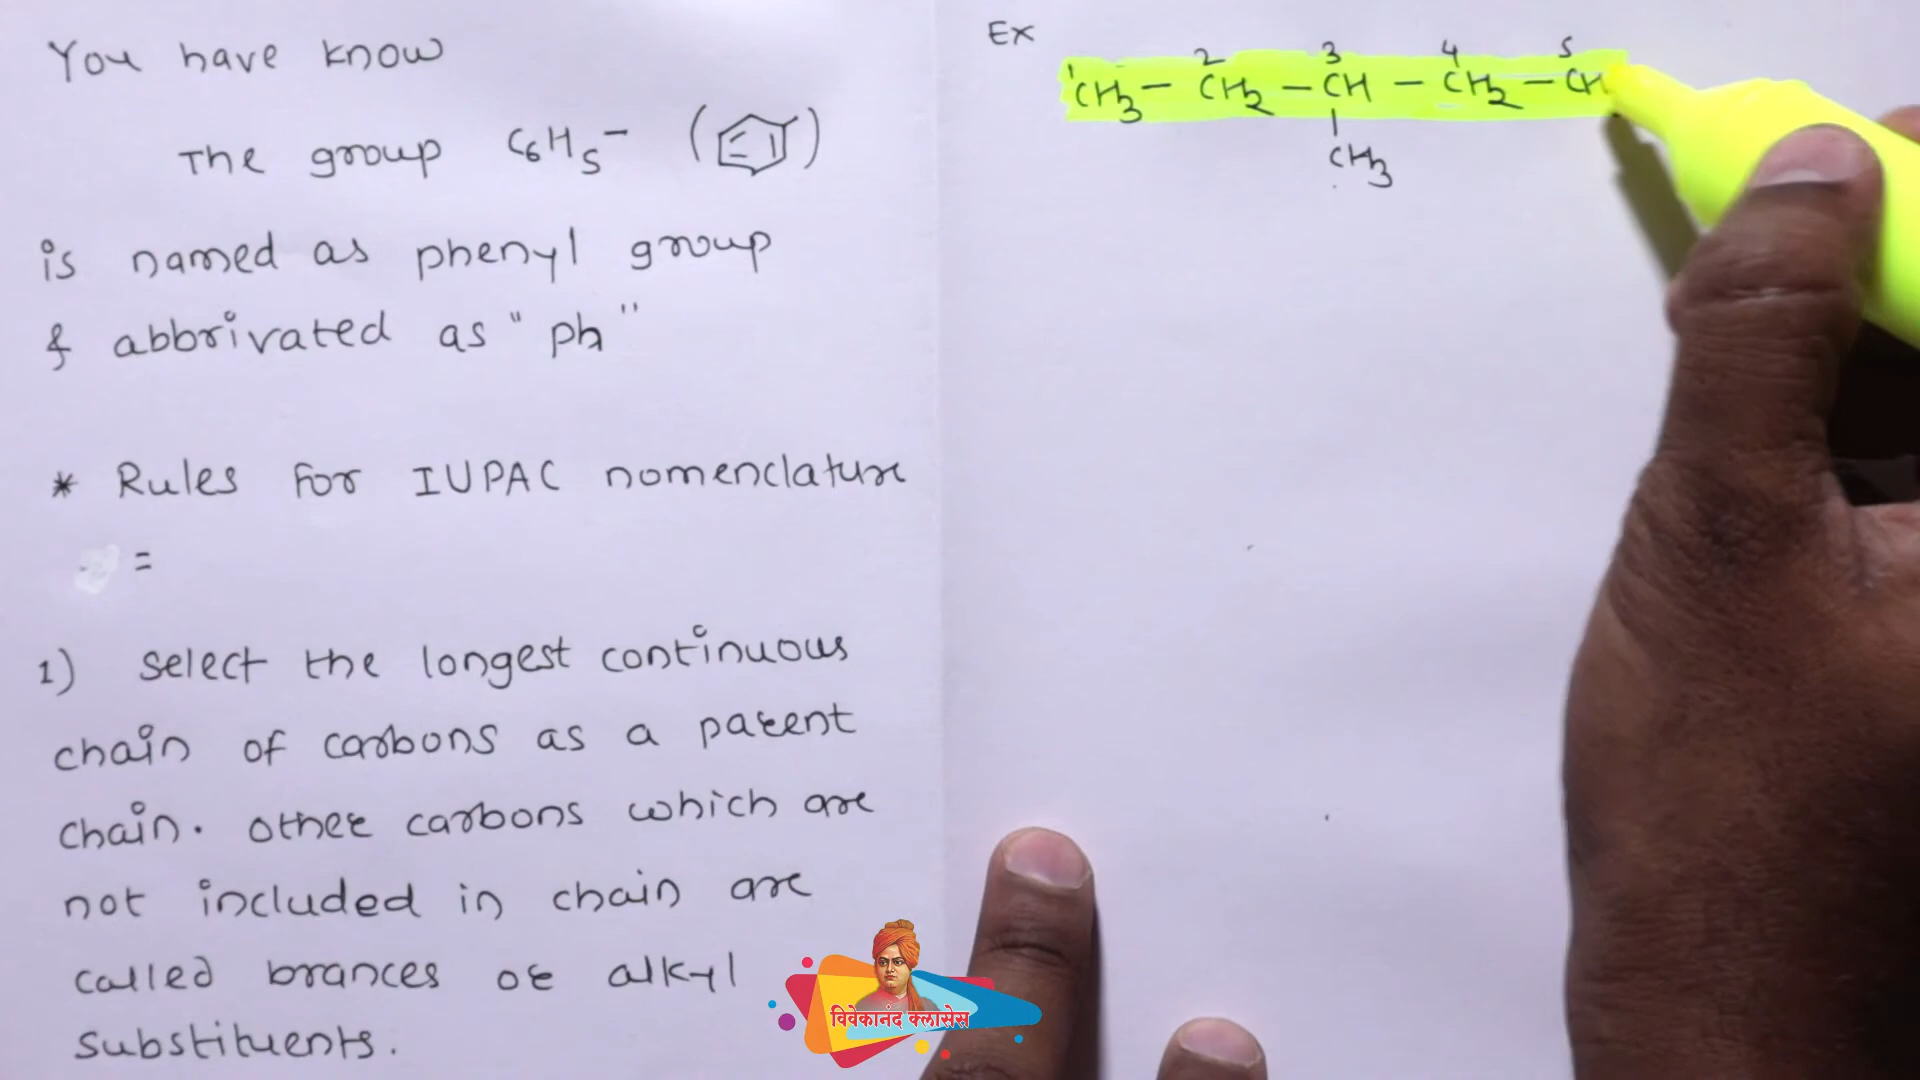 You have know
The group C6H5- ( )
is named as phenyl group
& abbrivated as "ph"
* Rules for IUPAC nomenclature
=
1) select the longest continuous
chain of carbons as a parent
chain. other carbons which are
not included in chain are
called brances or alkyl
substituents.
Ex
1 2 3 4 5
CH3 - CH2 - CH - CH2 - CH
CH3
विवेकानंद क्लासेस